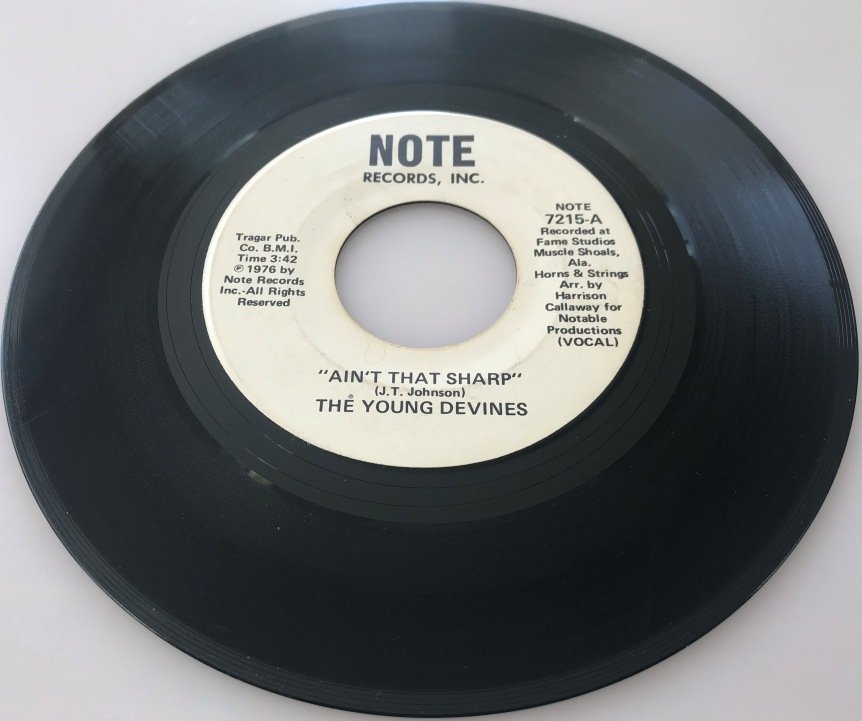 NOTE
RECORDS, INC.
Tragar Pub.
Co. B.M.I.
Time 3:42
℗ 1976 by
Note Records
Inc.-All Rights
Reserved
NOTE
7215-A
Recorded at
Fame Studios
Muscle Shoals,
Ala.
Horns & Strings
Arr. by
Harrison
Callaway for
Notable
Productions
(VOCAL)
"AIN'T THAT SHARP"
(J.T. Johnson)
THE YOUNG DEVINES